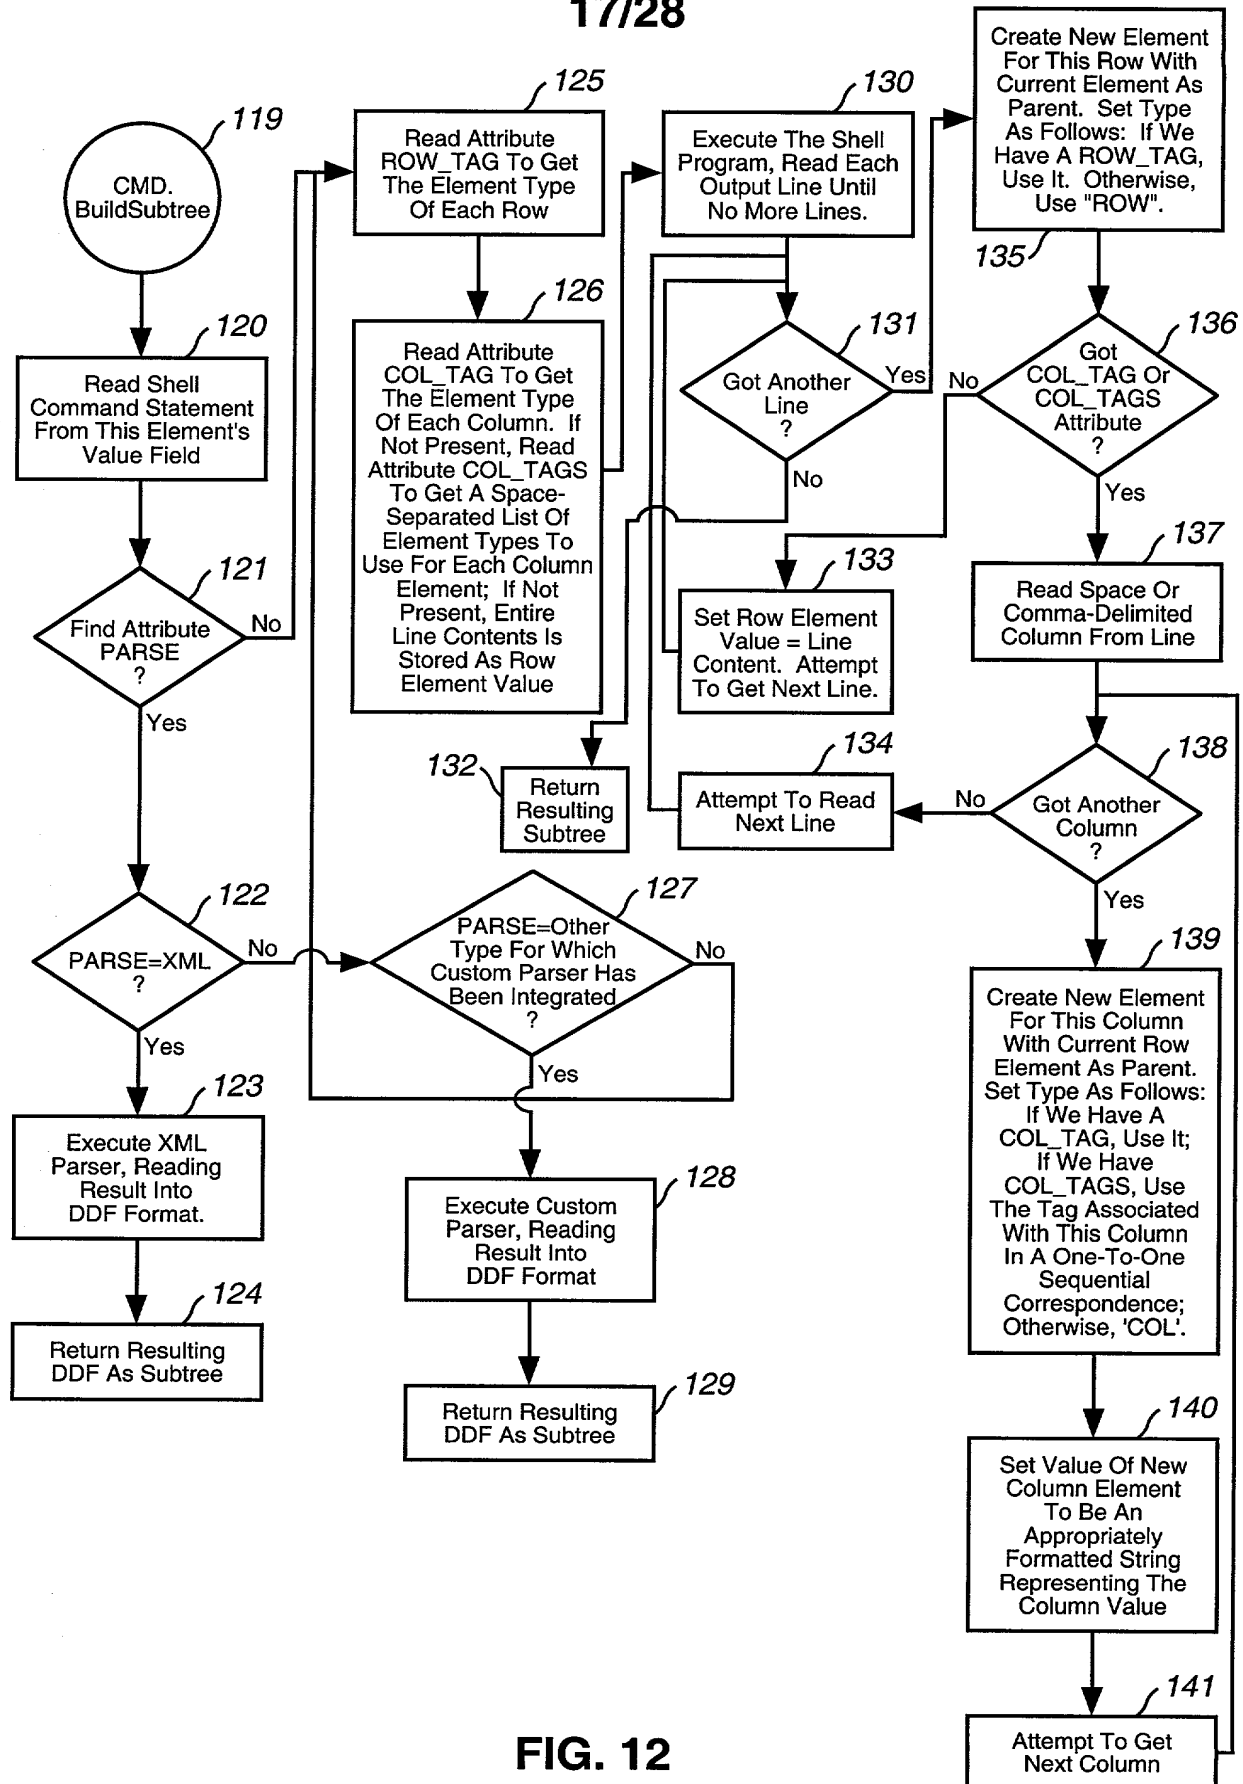 17/28
119
CMD.
BuildSubtree
120
Read Shell
Command Statement
From This Element's
Value Field
121
Find Attribute
PARSE
?
No
Yes
122
PARSE=XML
?
No
Yes
123
Execute XML
Parser, Reading
Result Into
DDF Format.
124
Return Resulting
DDF As Subtree
125
Read Attribute
ROW_TAG To Get
The Element Type
Of Each Row
126
Read Attribute
COL_TAG To Get
The Element Type
Of Each Column. If
Not Present, Read
Attribute COL_TAGS
To Get A Space-
Separated List Of
Element Types To
Use For Each Column
Element; If Not
Present, Entire
Line Contents Is
Stored As Row
Element Value
127
PARSE=Other
Type For Which
Custom Parser Has
Been Integrated
?
No
Yes
128
Execute Custom
Parser, Reading
Result Into
DDF Format
129
Return Resulting
DDF As Subtree
130
Execute The Shell
Program, Read Each
Output Line Until
No More Lines.
131
Got Another
Line
?
Yes
No
132
Return
Resulting
Subtree
133
Set Row Element
Value = Line
Content. Attempt
To Get Next Line.
134
Attempt To Read
Next Line
Create New Element
For This Row With
Current Element As
Parent. Set Type
As Follows: If We
Have A ROW_TAG,
Use It. Otherwise,
Use "ROW".
135
136
Got
COL_TAG Or
COL_TAGS
Attribute
?
No
Yes
137
Read Space Or
Comma-Delimited
Column From Line
138
Got Another
Column
?
No
Yes
139
Create New Element
For This Column
With Current Row
Element As Parent.
Set Type As Follows:
If We Have A
COL_TAG, Use It;
If We Have
COL_TAGS, Use
The Tag Associated
With This Column
In A One-To-One
Sequential
Correspondence;
Otherwise, 'COL'.
140
Set Value Of New
Column Element
To Be An
Appropriately
Formatted String
Representing The
Column Value
141
Attempt To Get
Next Column
FIG. 12